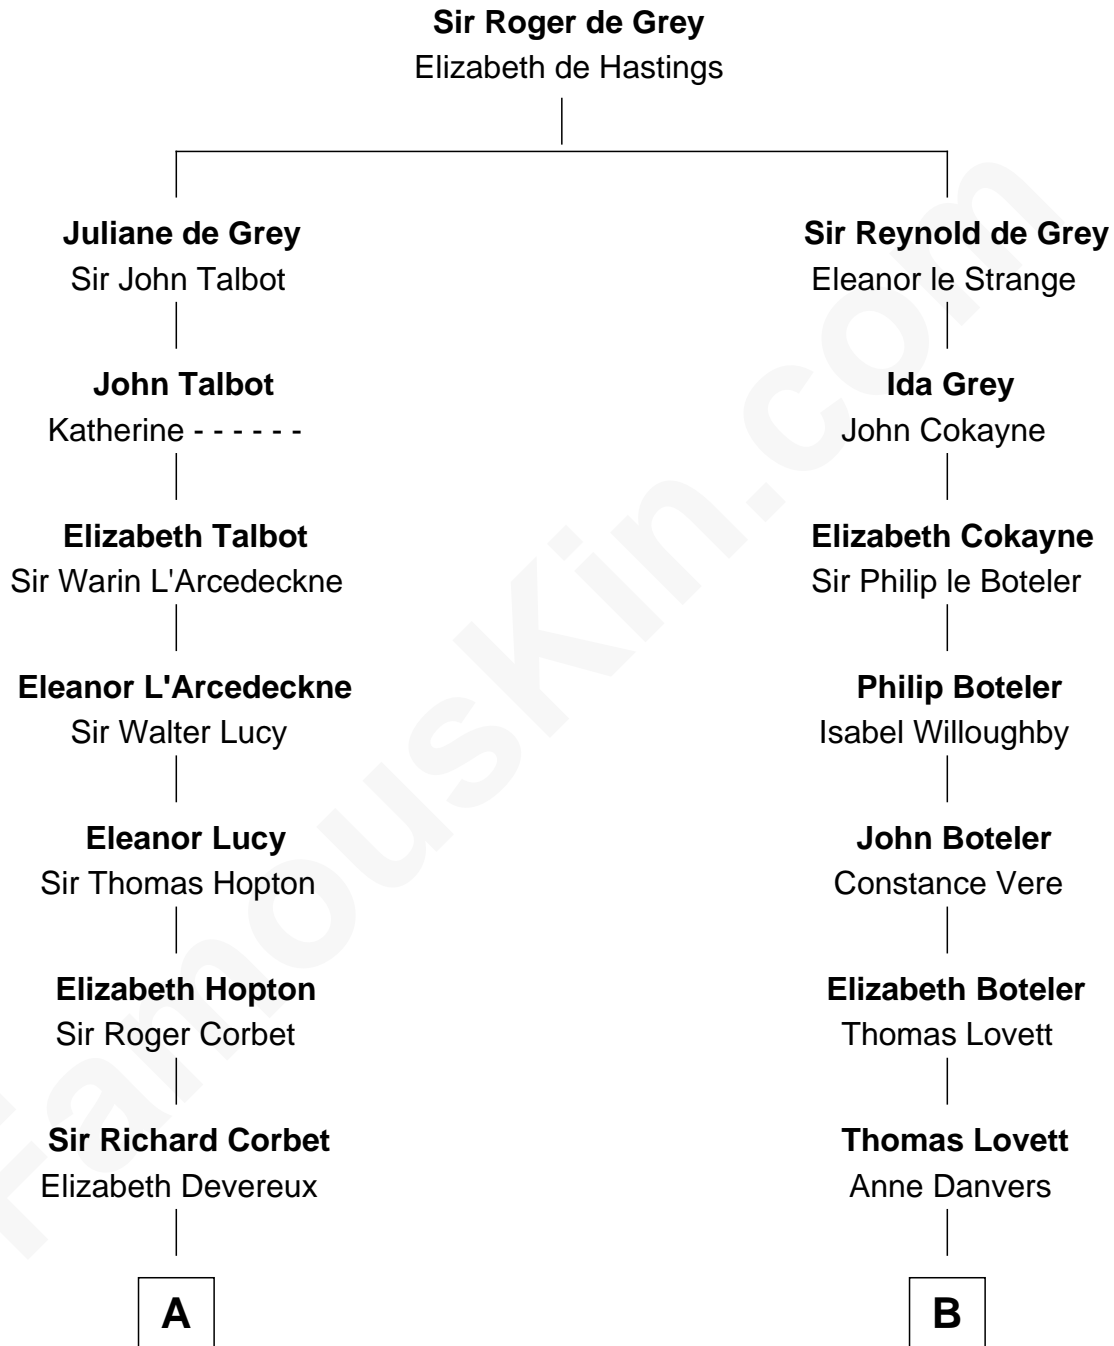 Sir Roger de Grey
Elizabeth de Hastings
Juliane de Grey
Sir John Talbot
Sir Reynold de Grey
Eleanor le Strange
John Talbot
Katherine - - - - - -
Ida Grey
John Cokayne
Elizabeth Talbot
Sir Warin L'Arcedeckne
Elizabeth Cokayne
Sir Philip le Boteler
Eleanor L'Arcedeckne
Sir Walter Lucy
Philip Boteler
Isabel Willoughby
Eleanor Lucy
Sir Thomas Hopton
John Boteler
Constance Vere
Elizabeth Hopton
Sir Roger Corbet
Elizabeth Boteler
Thomas Lovett
Sir Richard Corbet
Elizabeth Devereux
Thomas Lovett
Anne Danvers
A
B
FamousKin.com